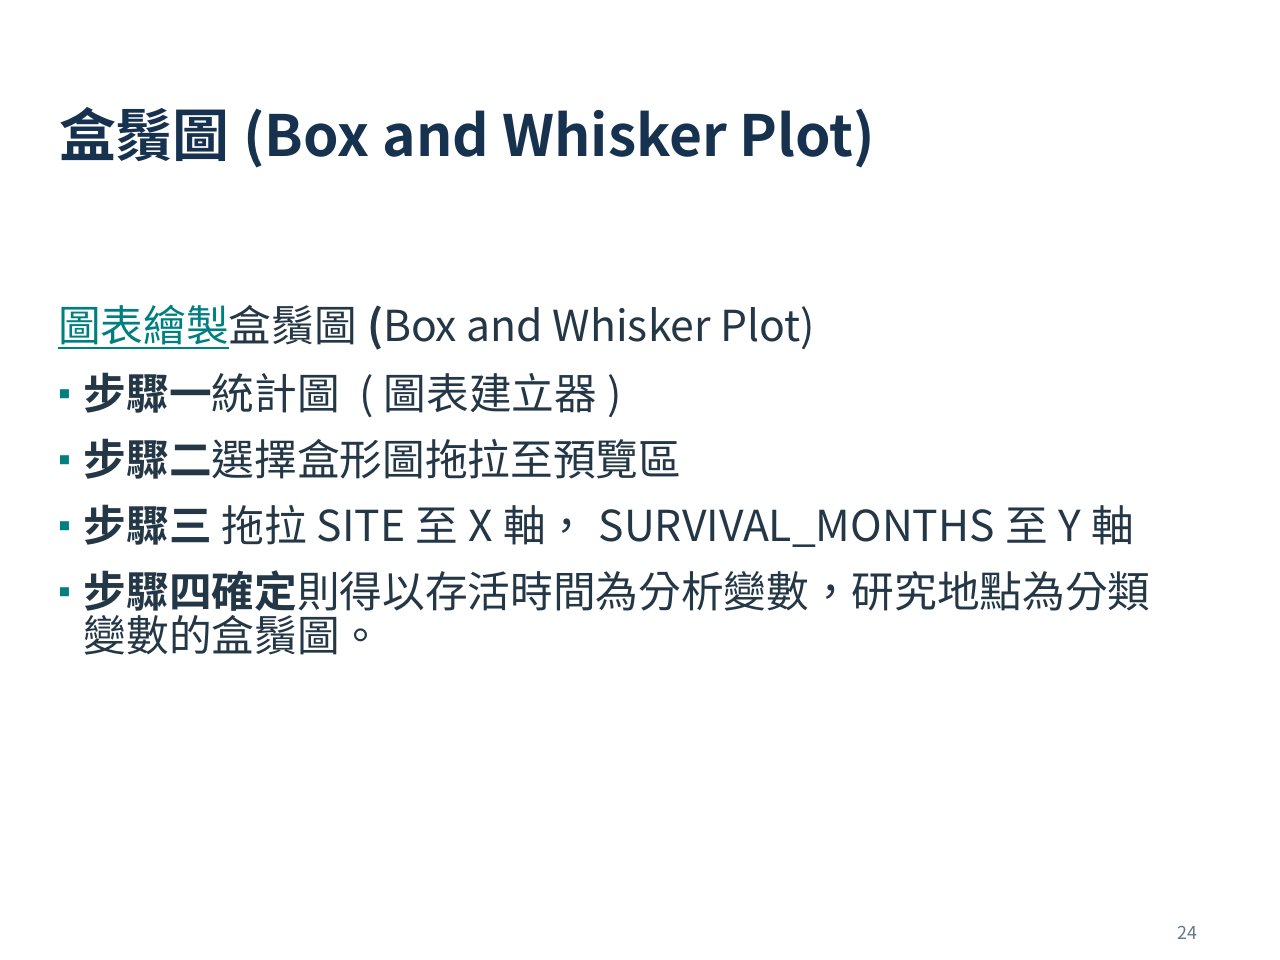 盒鬚圖 (Box and Whisker Plot)
圖表繪製盒鬚圖 (Box and Whisker Plot)
▪ 步驟一統計圖 ( 圖表建立器 )
▪ 步驟二選擇盒形圖拖拉至預覽區
▪ 步驟三 拖拉 SITE 至 X 軸， SURVIVAL_MONTHS 至 Y 軸
▪ 步驟四確定則得以存活時間為分析變數，研究地點為分類
變數的盒鬚圖。
24